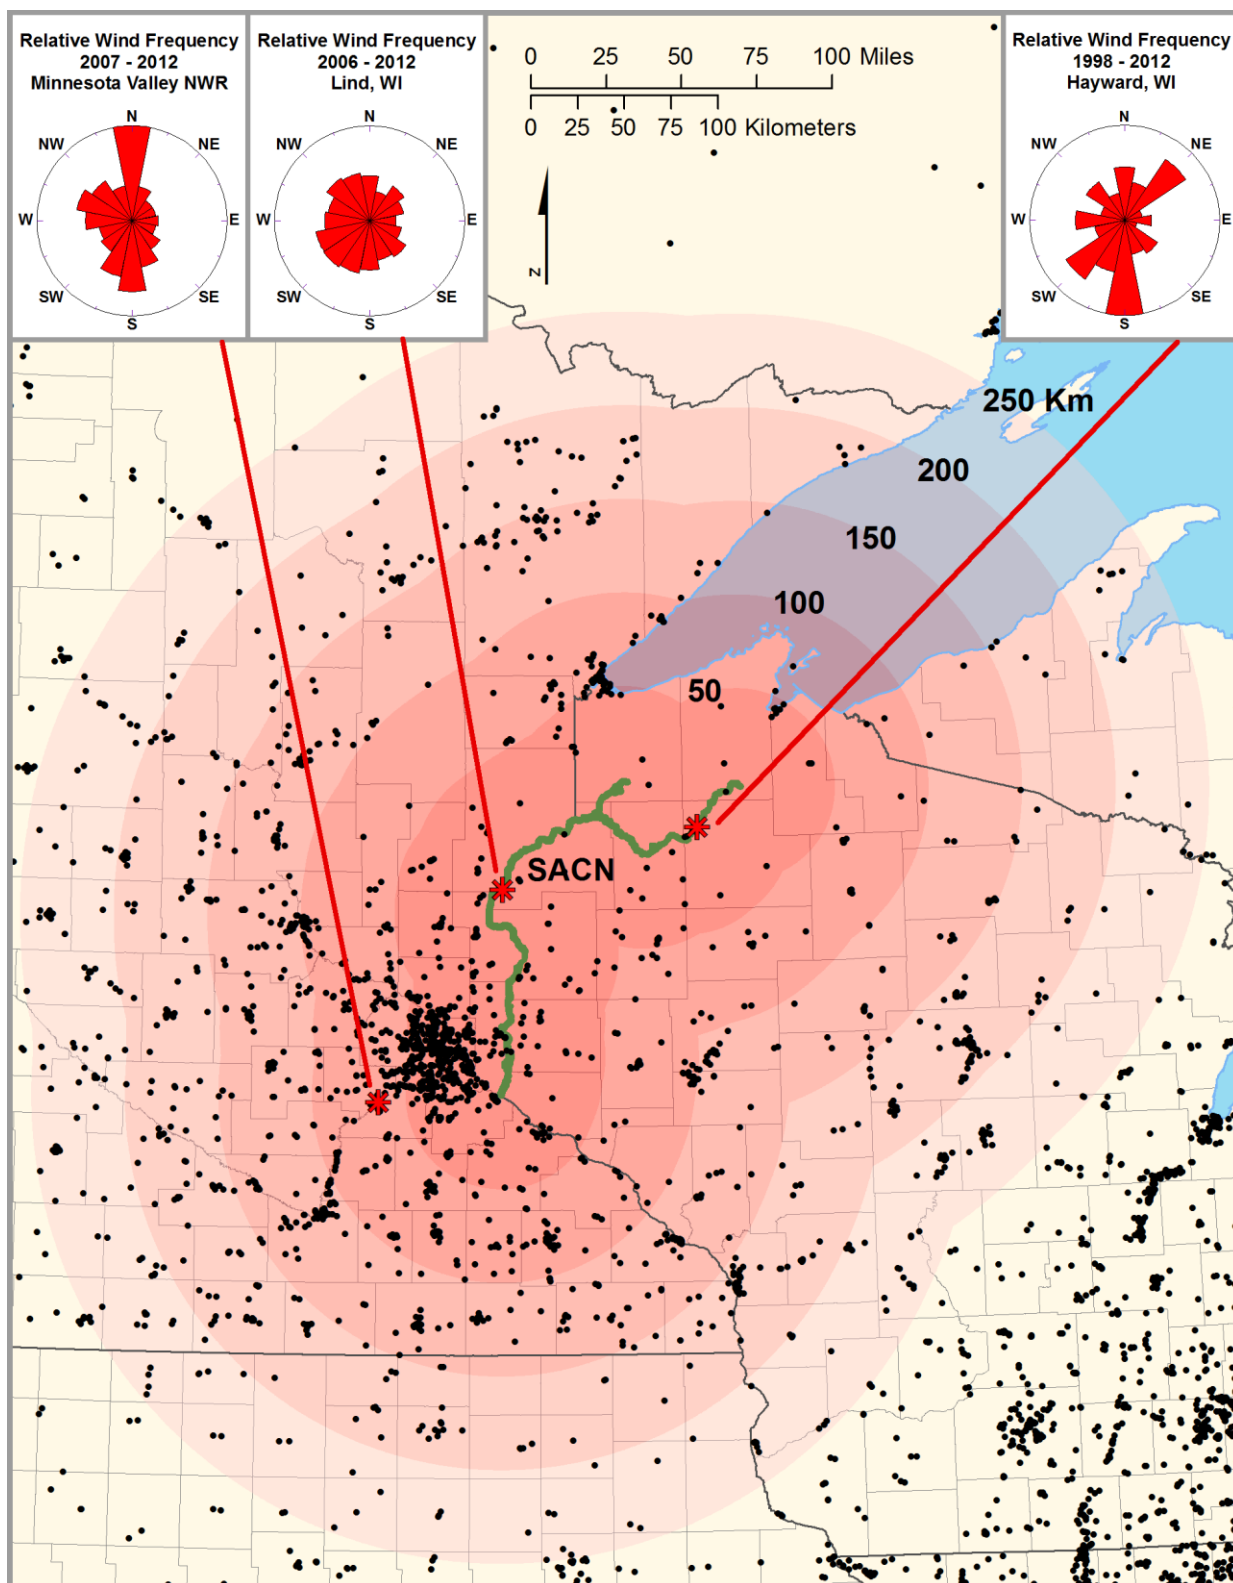 Relative Wind Frequency
2007 - 2012
Minnesota Valley NWR
N
NW
NE
W
E
SW
SE
S
Relative Wind Frequency
2006 - 2012
Lind, WI
N
NW
NE
W
E
SW
SE
S
0 25 50 75 100 Miles
0 25 50 75 100 Kilometers
N
Relative Wind Frequency
1998 - 2012
Hayward, WI
N
NW
NE
W
E
SW
SE
S
250 Km
200
150
100
50
SACN